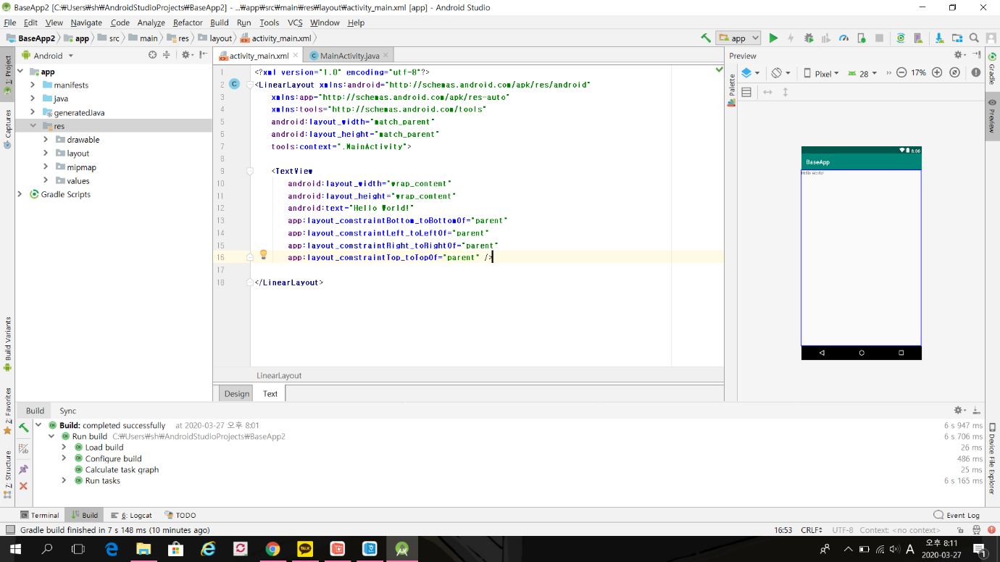 BaseApp2 [C:₩Users₩sh₩AndroidStudioProjects₩BaseApp2] - ...₩app₩src₩main₩res₩layout₩activity_main.xml [app] - Android Studio
File Edit View Navigate Code Analyze Refactor Build Run Tools VCS Window Help
BaseApp2 app src main res layout activity_main.xml
app
1: Project
Captures
Build Variants
2: Favorites
7: Structure
Android
app
manifests
java
generatedJava
res
drawable
layout
mipmap
values
Gradle Scripts
activity_main.xml MainActivity.java
1 <?xml version="1.0" encoding="utf-8"?>
2 <LinearLayout xmlns:android="http://schemas.android.com/apk/res/android"
3 xmlns:app="http://schemas.android.com/apk/res-auto"
4 xmlns:tools="http://schemas.android.com/tools"
5 android:layout_width="match_parent"
6 android:layout_height="match_parent"
7 tools:context=".MainActivity">
8
9 <TextView
10 android:layout_width="wrap_content"
11 android:layout_height="wrap_content"
12 android:text="Hello World!"
13 app:layout_constraintBottom_toBottomOf="parent"
14 app:layout_constraintLeft_toLeftOf="parent"
15 app:layout_constraintRight_toRightOf="parent"
16 app:layout_constraintTop_toTopOf="parent" />
17
18 </LinearLayout>
LinearLayout
Design Text
Preview
Palette
Pixel 28 17%
8:00
BaseApp
Hello World!
Gradle
Preview
Device File Explorer
Build Sync
Build: completed successfully at 2020-03-27 오후 8:01 6 s 947 ms
Run build C:₩Users₩sh₩AndroidStudioProjects₩BaseApp2 6 s 706 ms
Load build 26 ms
Configure build 486 ms
Calculate task graph 25 ms
Run tasks 6 s 165 ms
Terminal Build 6: Logcat TODO Event Log
Gradle build finished in 7 s 148 ms (10 minutes ago) 16:53 CRLF UTF-8 Context: <no context>
TALK
A
오후 8:11
2020-03-27
1